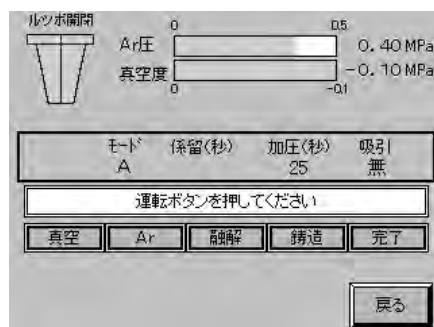 ルツボ開閉
0 0.5
Ar圧 0.40 MPa
真空度 -0.10 MPa
0 -0.1
モード 係留(秒) 加圧(秒) 吸引
A 25 無
運転ボタンを押してください
真空 Ar 融解 鋳造 完了
戻る